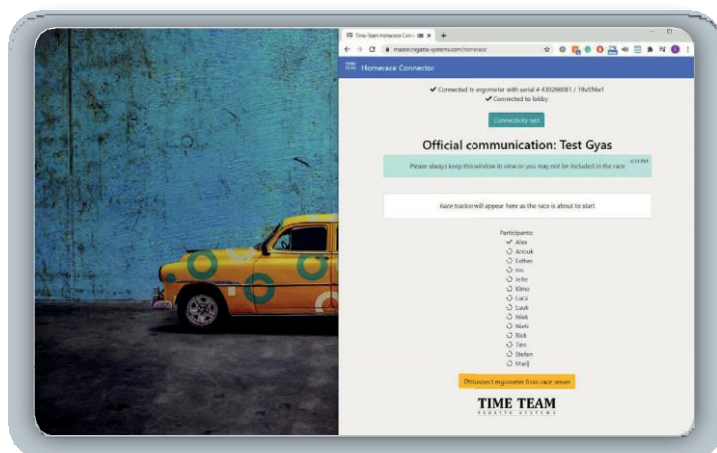 Time-Team Homerace Conn
master.regatta-systems.com/homerace
TIME
TEAM
Homerace Connector
Connected to ergometer with serial # 430266081 /
Connected to lobby
Connectivity test
Official communication: Test Gyas
Please always keep this window in view or you may not be included in the race
Race tracker will appear here as the race is about to start
Participants:
Alex
Anouk
Esther
Jelte
Kimo
Luca
Luuk
Niek
Niels
Rick
Ties
Stefan
Marij
Disconnect ergometer from race server
TIME TEAM
REGATTA SYSTEMS